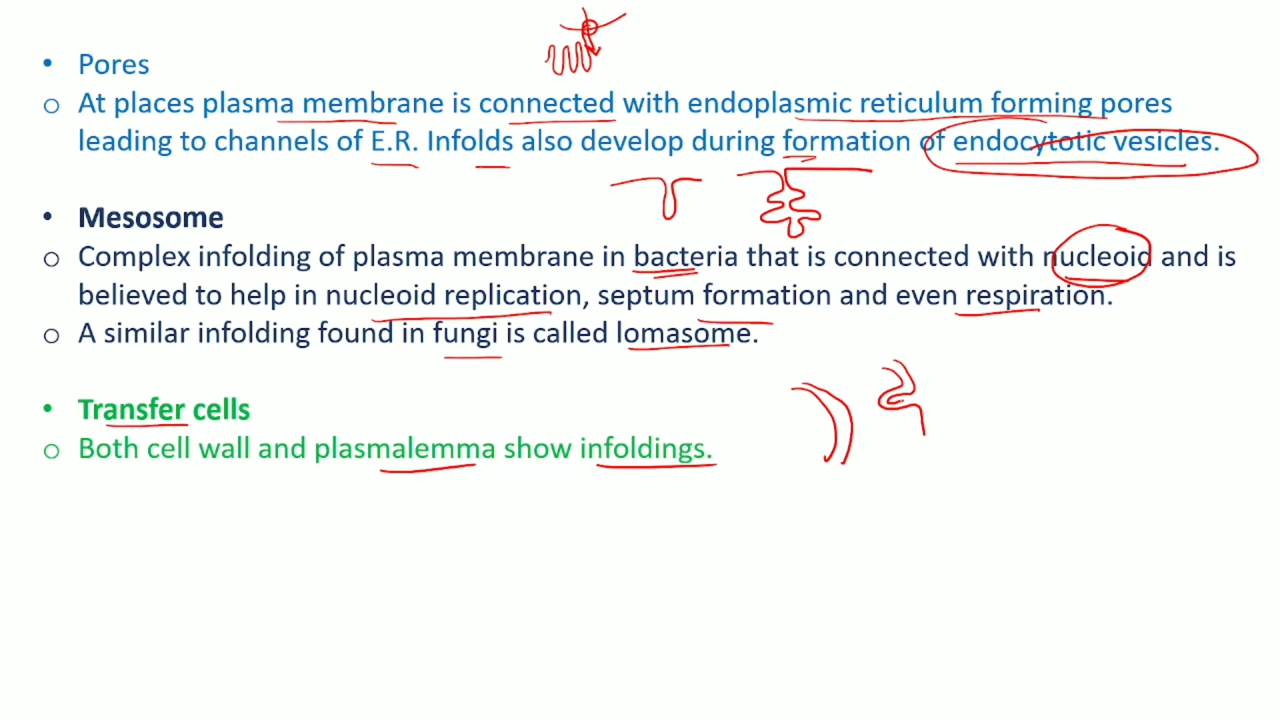 • Pores
o At places plasma membrane is connected with endoplasmic reticulum forming pores
leading to channels of E.R. Infolds also develop during formation of endocytotic vesicles.
• Mesosome
o Complex infolding of plasma membrane in bacteria that is connected with nucleoid and is
believed to help in nucleoid replication, septum formation and even respiration.
o A similar infolding found in fungi is called lomasome.
• Transfer cells
o Both cell wall and plasmalemma show infoldings.